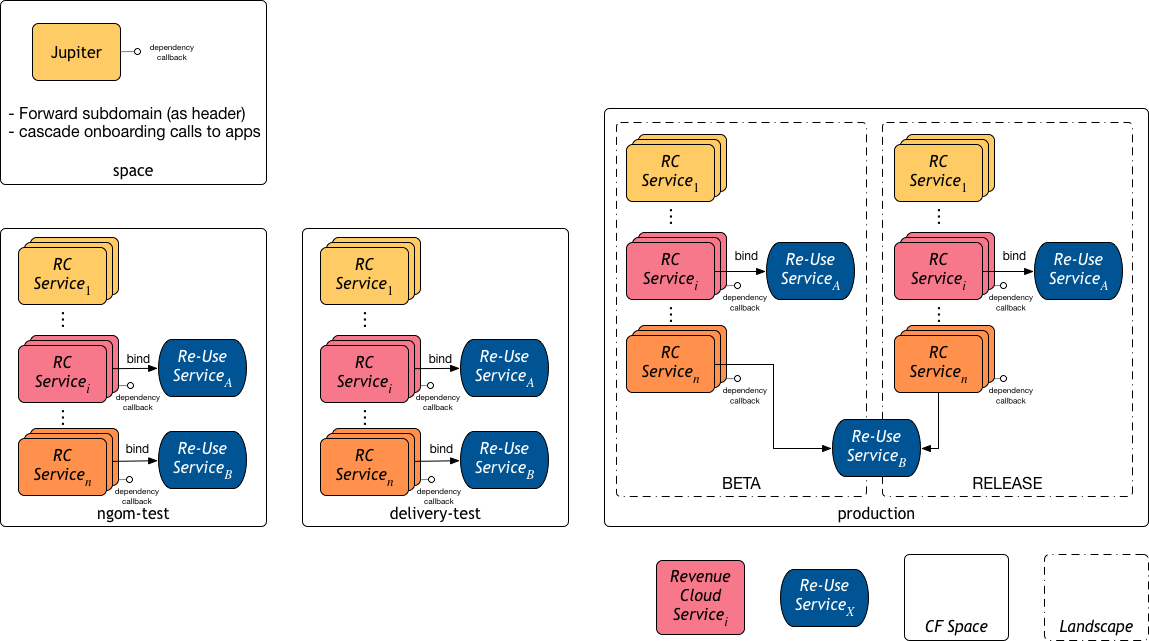 Jupiter
dependency
callback
- Forward subdomain (as header)
- cascade onboarding calls to apps
space
RC
Service1
⋮
RC
Servicei
bind
Re-Use
ServiceA
dependency
callback
⋮
RC
Servicen
bind
Re-Use
ServiceB
dependency
callback
ngom-test
RC
Service1
⋮
RC
Servicei
bind
Re-Use
ServiceA
dependency
callback
⋮
RC
Servicen
bind
Re-Use
ServiceB
dependency
callback
delivery-test
RC
Service1
⋮
RC
Servicei
bind
Re-Use
ServiceA
dependency
callback
⋮
RC
Servicen
dependency
callback
BETA
RC
Service1
⋮
RC
Servicei
bind
Re-Use
ServiceA
dependency
callback
⋮
RC
Servicen
dependency
callback
Re-Use
ServiceB
RELEASE
production
Revenue
Cloud
Servicei
Re-Use
ServiceX
CF Space
Landscape